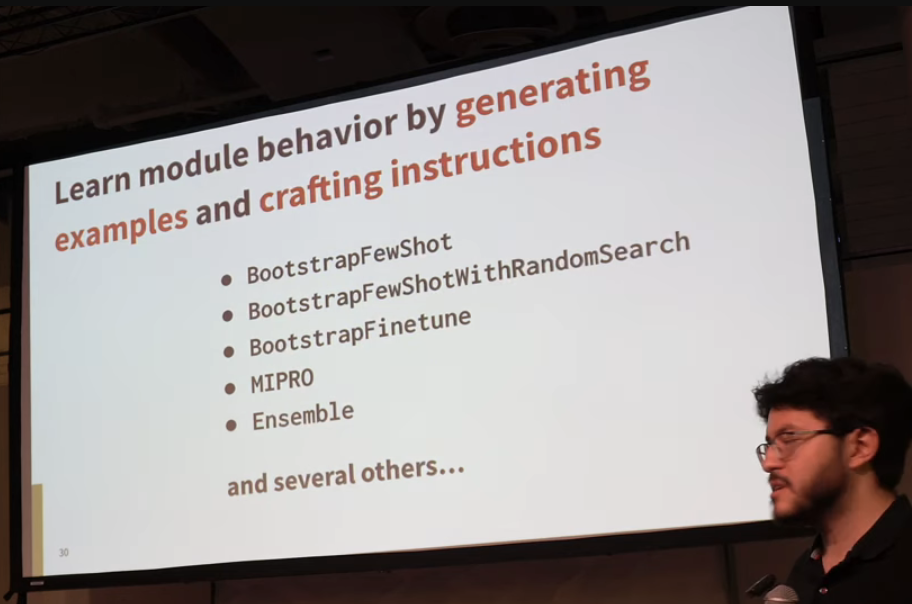 Learn module behavior by generating
examples and crafting instructions
● BootstrapFewShot
● BootstrapFewShotWithRandomSearch
● BootstrapFinetune
● MIPRO
● Ensemble
and several others...
30